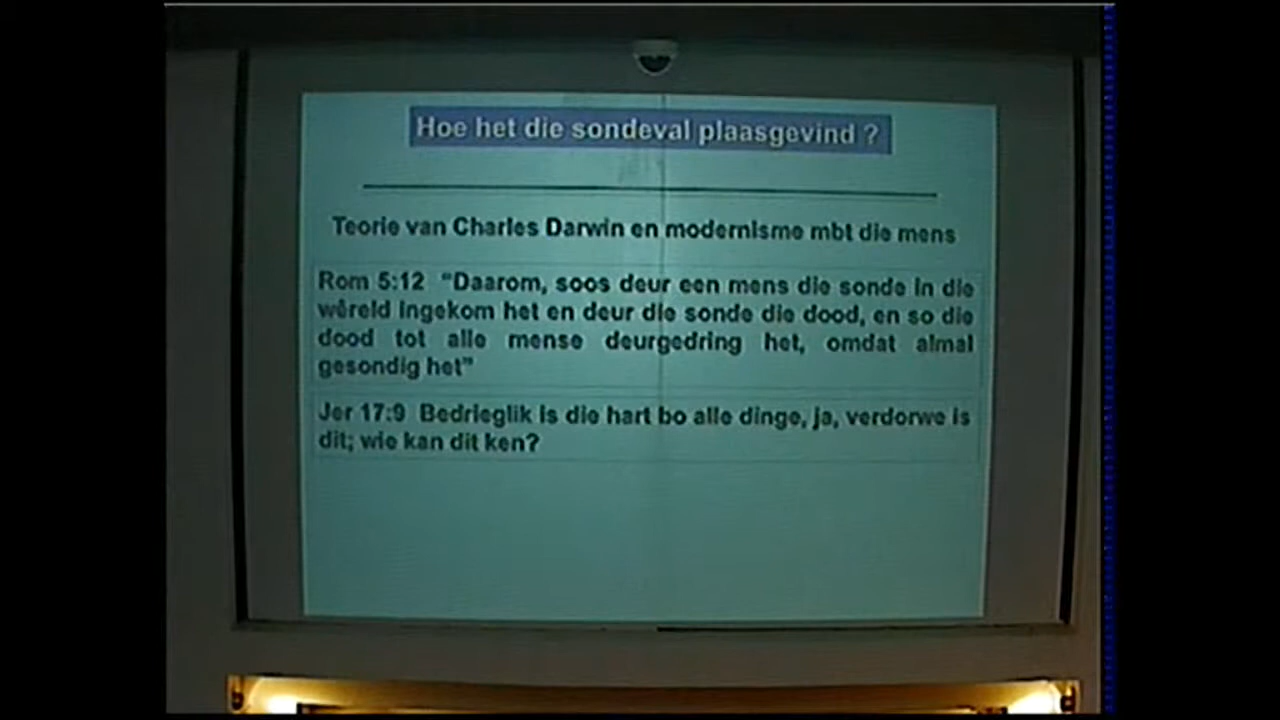 Hoe het die sondeval plaasgevind ?
Teorie van Charles Darwin en modernisme mbt die mens
Rom 5:12 “Daarom, soos deur een mens die sonde in die
wêreld ingekom het en deur die sonde die dood, en so die
dood tot alle mense deurgedring het, omdat almal
gesondig het”
Jer 17:9 Bedrieglik is die hart bo alle dinge, ja, verdorwe is
dit; wie kan dit ken?